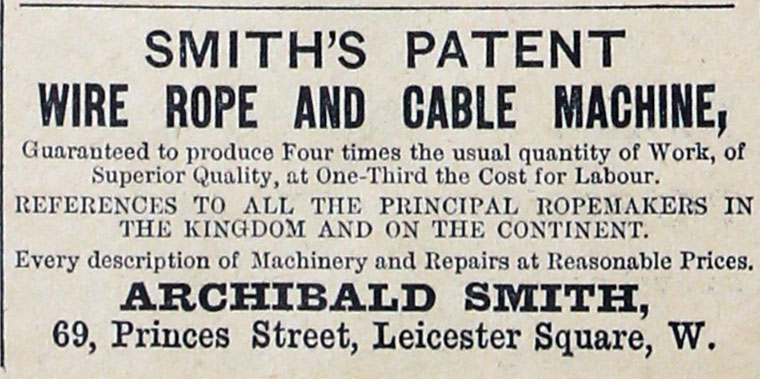 SMITH'S PATENT
WIRE ROPE AND CABLE MACHINE,
Guaranteed to produce Four times the usual quantity of Work, of
Superior Quality, at One-Third the Cost for Labour.
REFERENCES TO ALL THE PRINCIPAL ROPEMAKERS IN
THE KINGDOM AND ON THE CONTINENT.
Every description of Machinery and Repairs at Reasonable Prices.
ARCHIBALD SMITH,
69, Princes Street, Leicester Square, W.